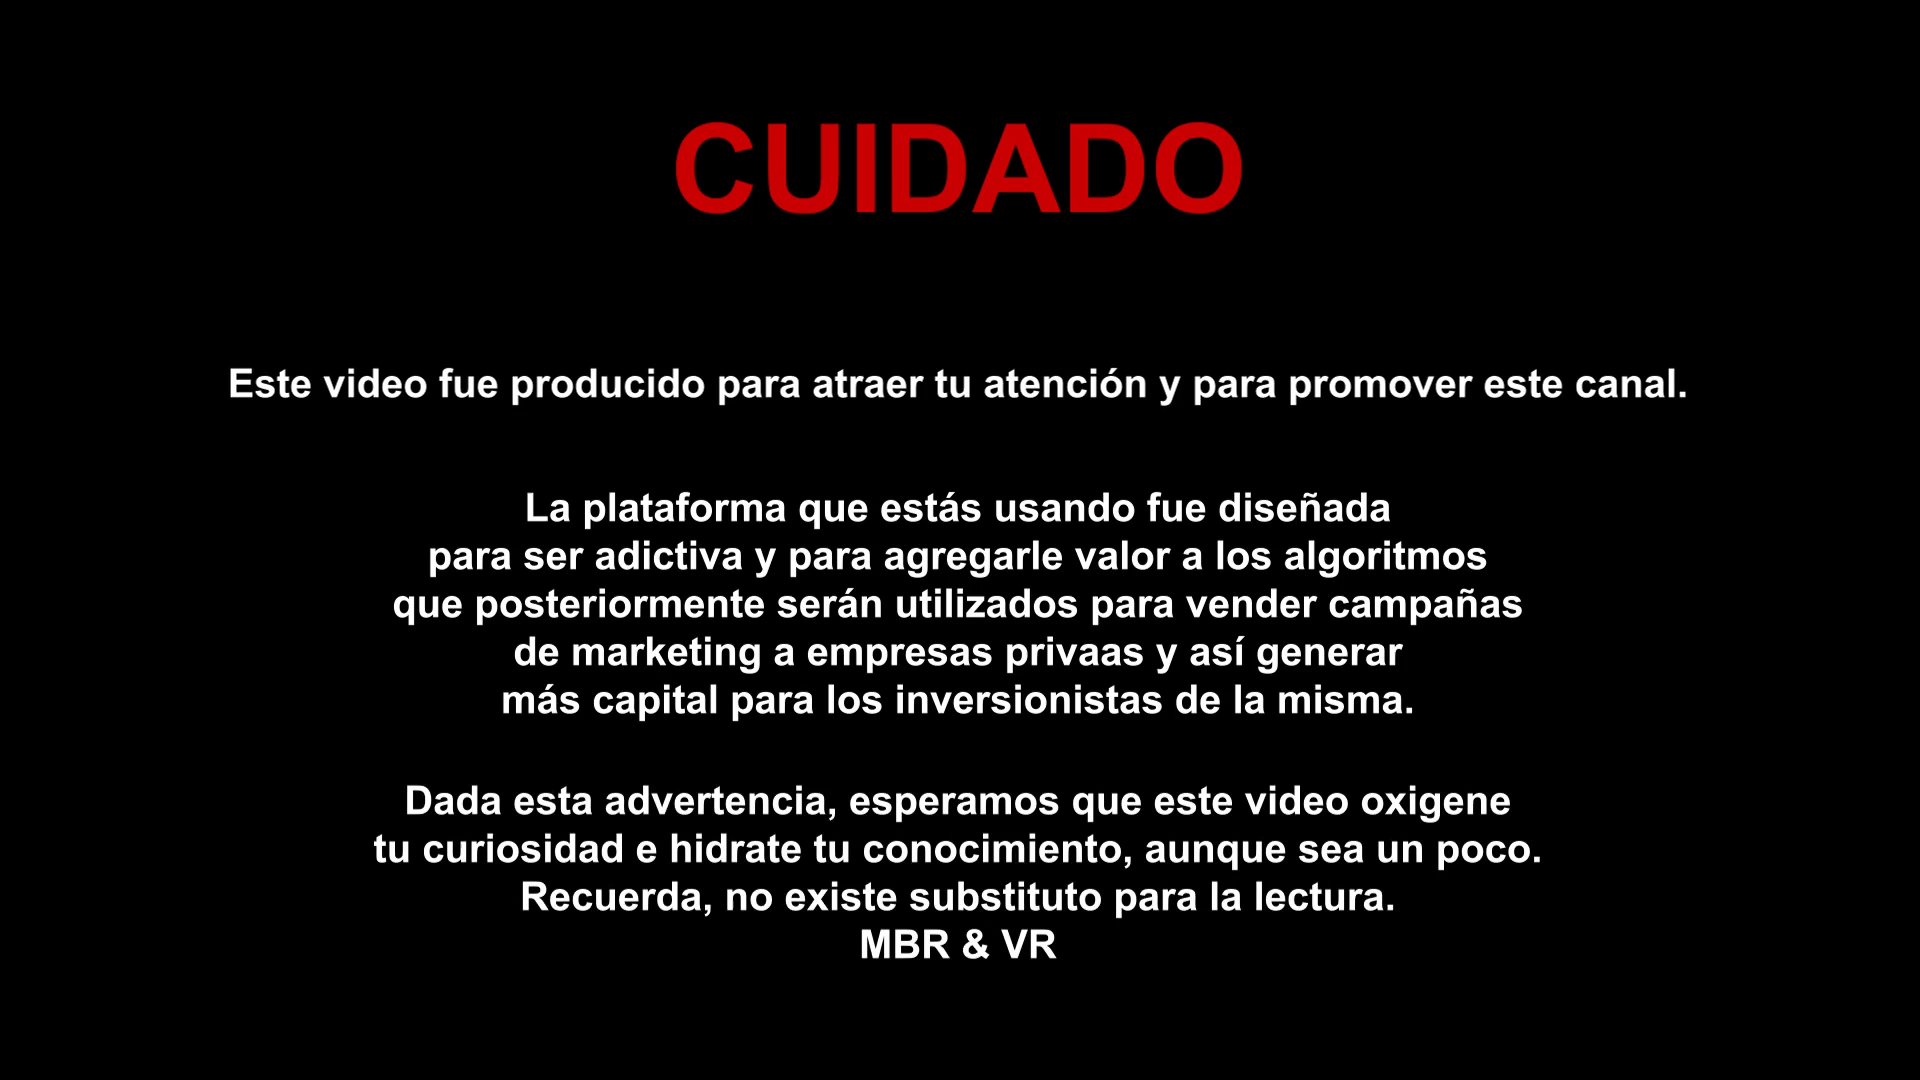 CUIDADO
Este video fue producido para atraer tu atención y para promover este canal.
La plataforma que estás usando fue diseñada
para ser adictiva y para agregarle valor a los algoritmos
que posteriormente serán utilizados para vender campañas
de marketing a empresas privaas y así generar
más capital para los inversionistas de la misma.
Dada esta advertencia, esperamos que este video oxigene
tu curiosidad e hidrate tu conocimiento, aunque sea un poco.
Recuerda, no existe substituto para la lectura.
MBR & VR